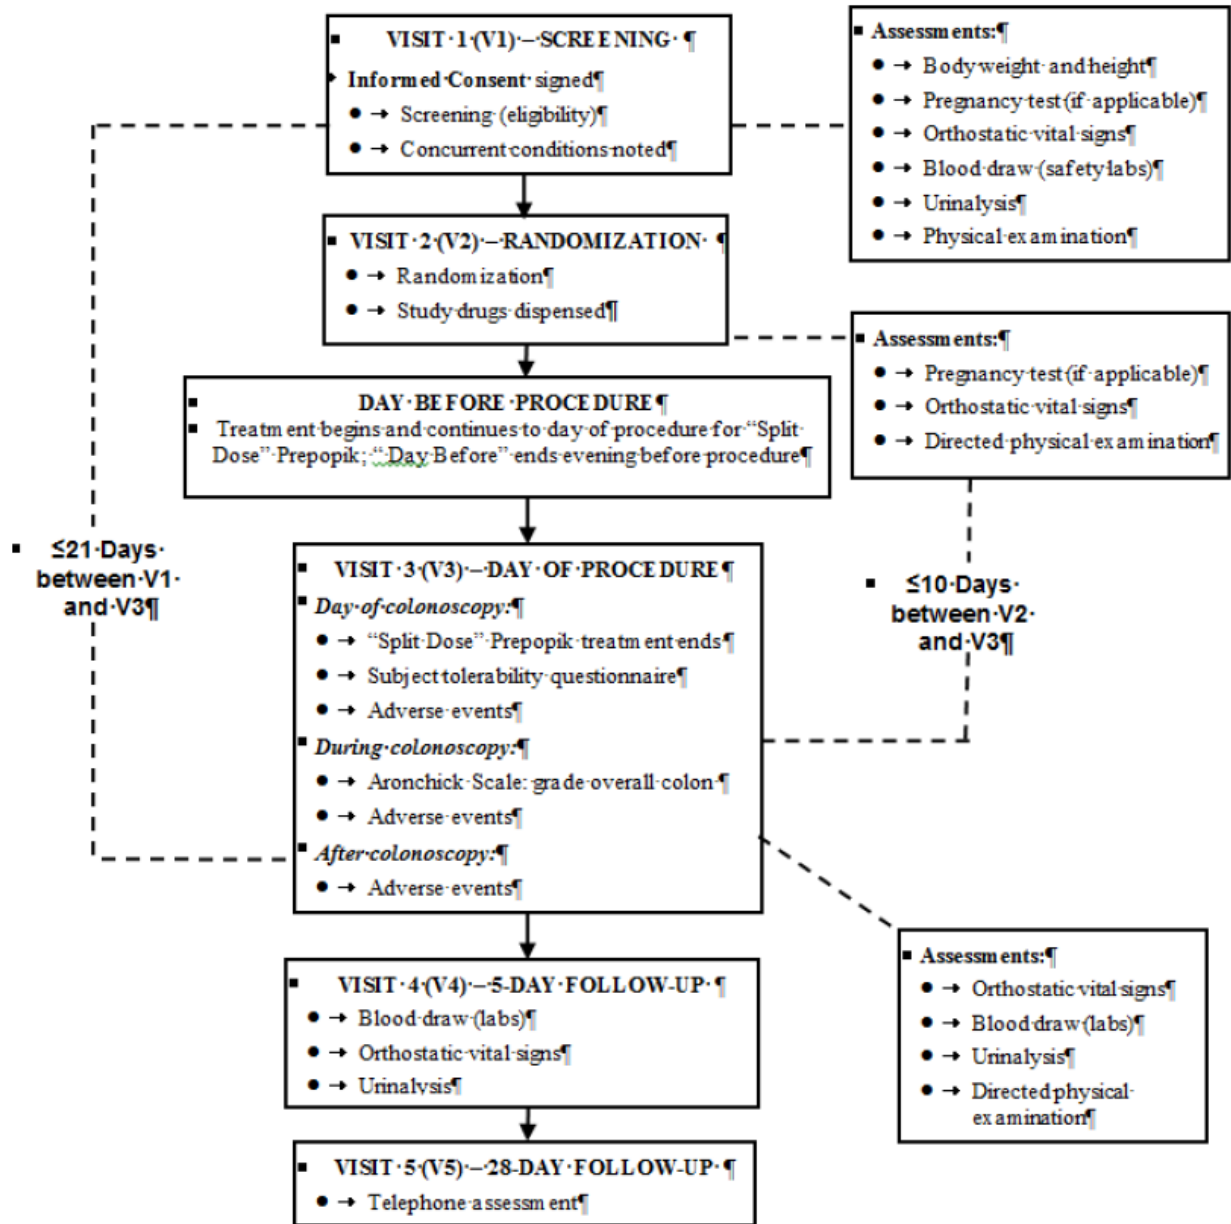 VISIT 1 (V1) – SCREENING ¶
Informed Consent signed¶
● → Screening (eligibility)¶
● → Concurrent conditions noted¶
Assessments:¶
● → Body weight and height¶
● → Pregnancy test (if applicable)¶
● → Orthostatic vital signs¶
● → Blood draw (safety labs)¶
● → Urinalysis¶
● → Physical examination¶
VISIT 2 (V2) – RANDOMIZATION ¶
● → Randomization¶
● → Study drugs dispensed¶
Assessments:¶
● → Pregnancy test (if applicable)¶
● → Orthostatic vital signs¶
● → Directed physical examination¶
DAY BEFORE PROCEDURE¶
Treatment begins and continues to day of procedure for “Split
Dose” Prepopik; “Day Before” ends evening before procedure¶
≤21 Days
between V1
and V3¶
≤10 Days
between V2
and V3¶
VISIT 3 (V3) – DAY OF PROCEDURE¶
Day of colonoscopy:¶
● → “Split Dose” Prepopik treatment ends¶
● → Subject tolerability questionnaire¶
● → Adverse events¶
During colonoscopy:¶
● → Aronchick Scale: grade overall colon ¶
● → Adverse events¶
After colonoscopy:¶
● → Adverse events¶
Assessments:¶
● → Orthostatic vital signs¶
● → Blood draw (labs)¶
● → Urinalysis¶
● → Directed physical
examination¶
VISIT 4 (V4) – 5-DAY FOLLOW-UP ¶
● → Blood draw (labs)¶
● → Orthostatic vital signs¶
● → Urinalysis¶
VISIT 5 (V5) – 28-DAY FOLLOW-UP ¶
● → Telephone assessment¶